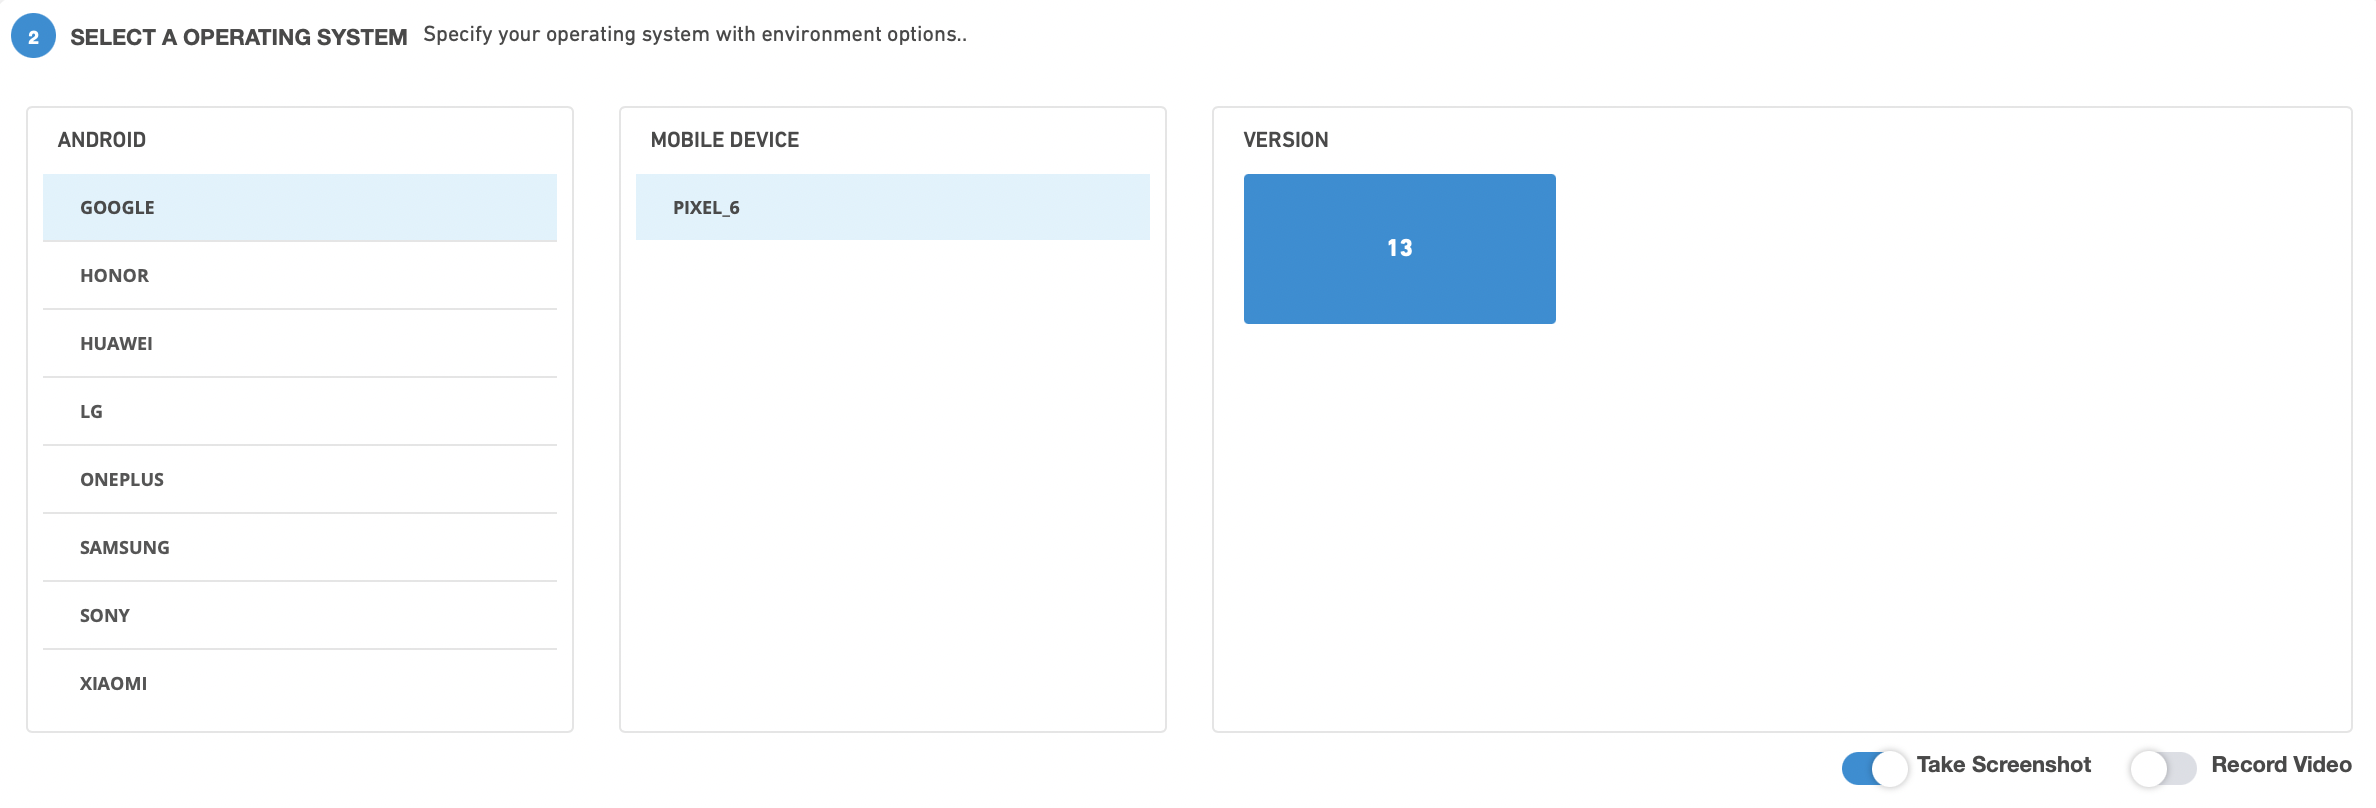 2 SELECT A OPERATING SYSTEM Specify your operating system with environment options..
ANDROID
GOOGLE
HONOR
HUAWEI
LG
ONEPLUS
SAMSUNG
SONY
XIAOMI
MOBILE DEVICE
PIXEL_6
VERSION
13
Take Screenshot
Record Video